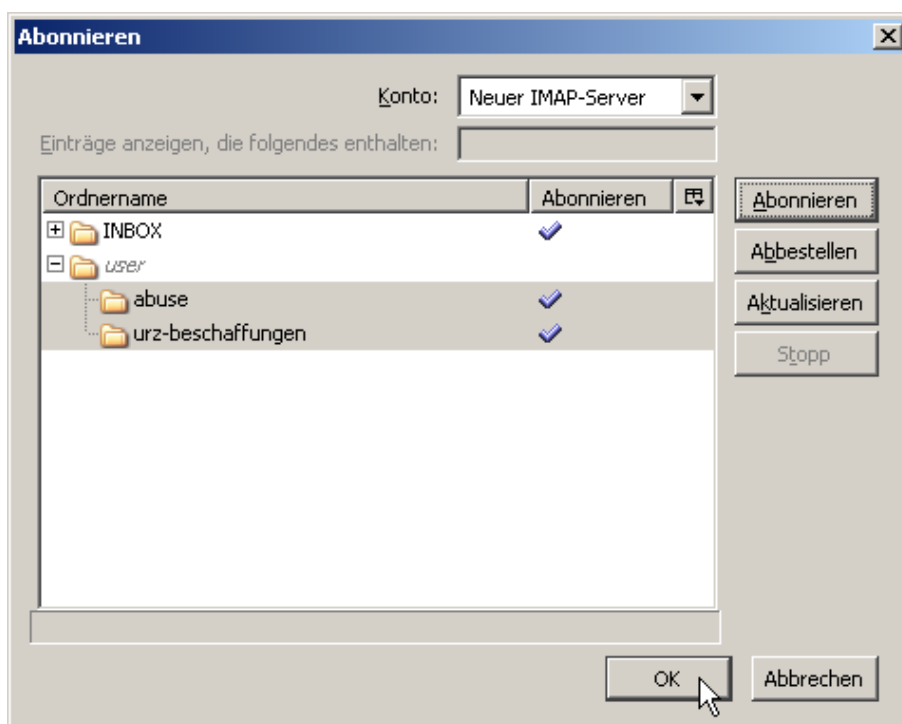 Abonnieren
Konto: Neuer IMAP-Server
Einträge anzeigen, die folgendes enthalten:
Ordnername Abonnieren
INBOX
user
abuse
urz-beschaffungen
Abonnieren
Abbestellen
Aktualisieren
Stopp
OK Abbrechen